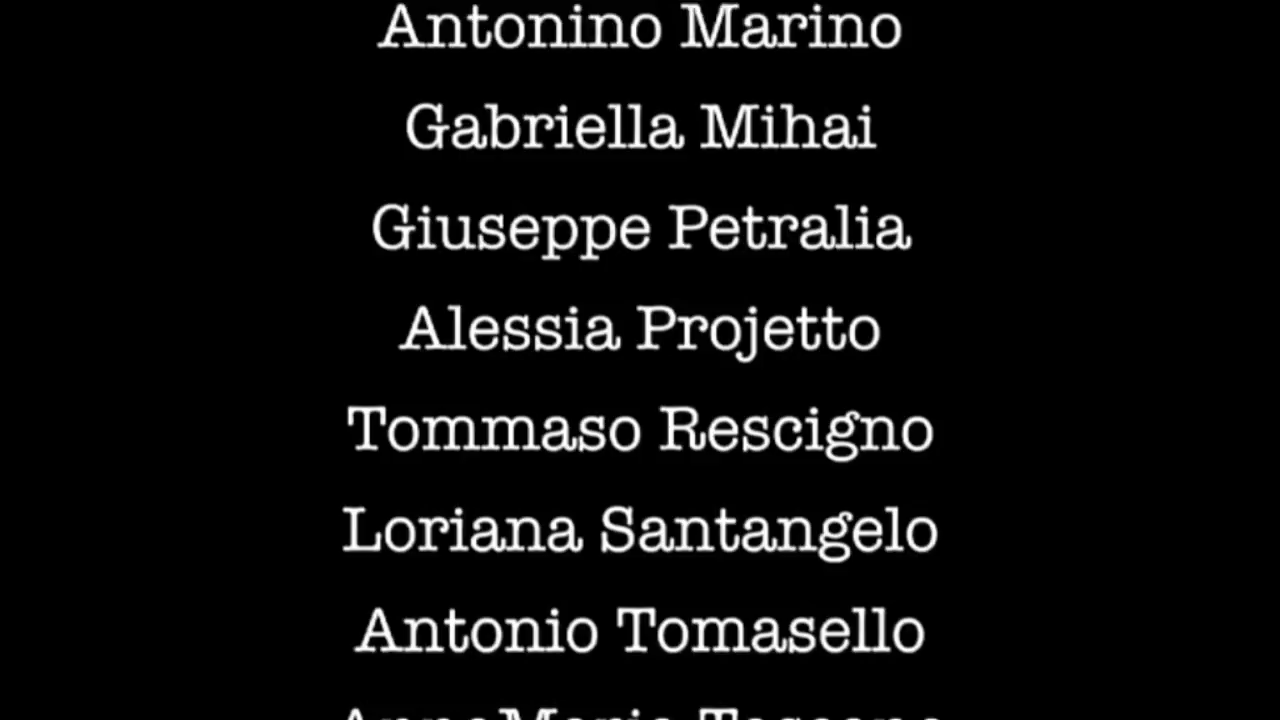 Antonino Marino
Gabriella Mihai
Giuseppe Petralia
Alessia Projetto
Tommaso Rescigno
Loriana Santangelo
Antonio Tomasello